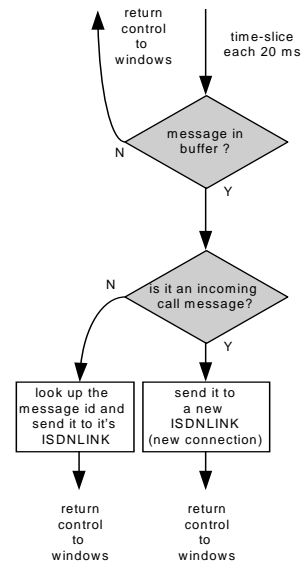 return
control
to
windows
time-slice
each 20 ms
message in
buffer ?
N
Y
is it an incoming
call message?
N
Y
look up the
message id and
send it to it's
ISDNLINK
send it to
a new
ISDNLINK
(new connection)
return
control
to
windows
return
control
to
windows